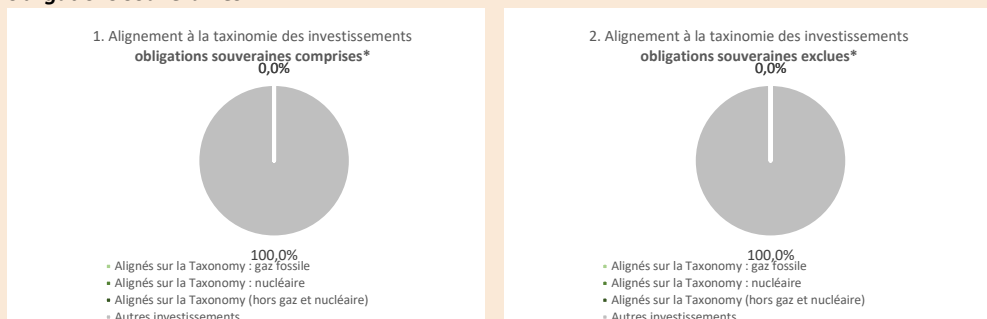 1. Alignement à la taxinomie des investissements
obligations souveraines comprises*
0,0%
100,0%
Alignés sur la Taxonomy : gaz fossile
Alignés sur la Taxonomy : nucléaire
Alignés sur la Taxonomy (hors gaz et nucléaire)
Autres investissements
2. Alignement à la taxinomie des investissements
obligations souveraines exclues*
0,0%
100,0%
Alignés sur la Taxonomy : gaz fossile
Alignés sur la Taxonomy : nucléaire
Alignés sur la Taxonomy (hors gaz et nucléaire)
Autres investissements